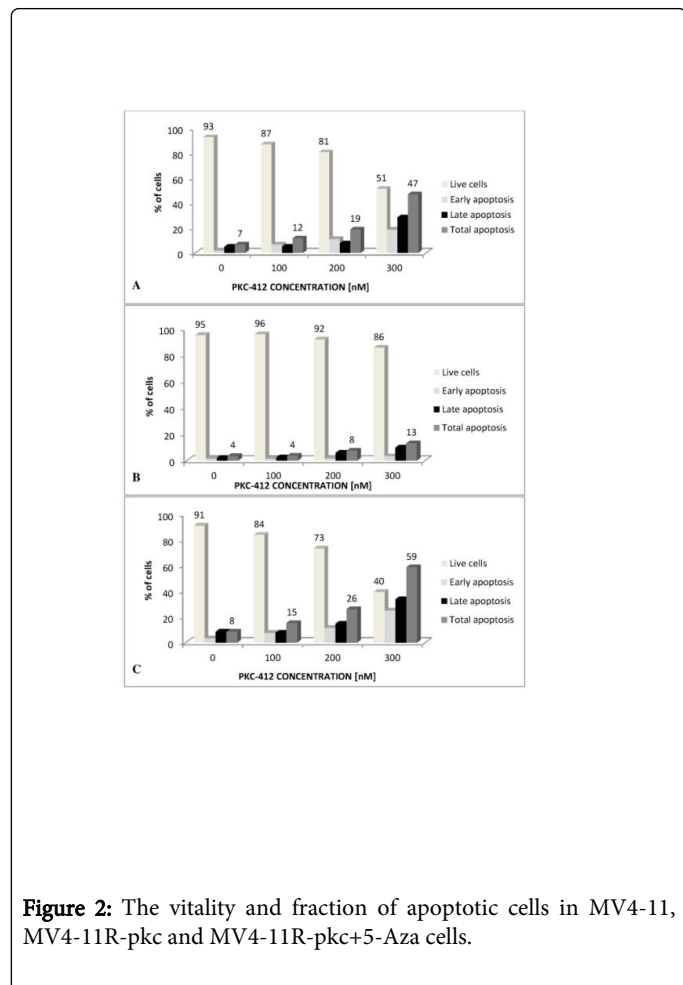 100
80
60
40
20
0
% of cells
93
7
87
12
81
19
51
47
Live cells
Early apoptosis
Late apoptosis
Total apoptosis
0 100 200 300
A
PKC-412 CONCENTRATION [nM]
100
80
60
40
20
0
% of cells
95
4
96
4
92
8
86
13
Live cells
Early apoptosis
Late apoptosis
Total apoptosis
0 100 200 300
B
PKC-412 CONCENTRATION [nM]
100
80
60
40
20
0
% of cells
91
8
84
15
73
26
40
59
Live cells
Early apoptosis
Late apoptosis
Total apoptosis
0 100 200 300
C
PKC-412 CONCENTRATION [nM]
Figure 2: The vitality and fraction of apoptotic cells in MV4-11,
MV4-11R-pkc and MV4-11R-pkc+5-Aza cells.